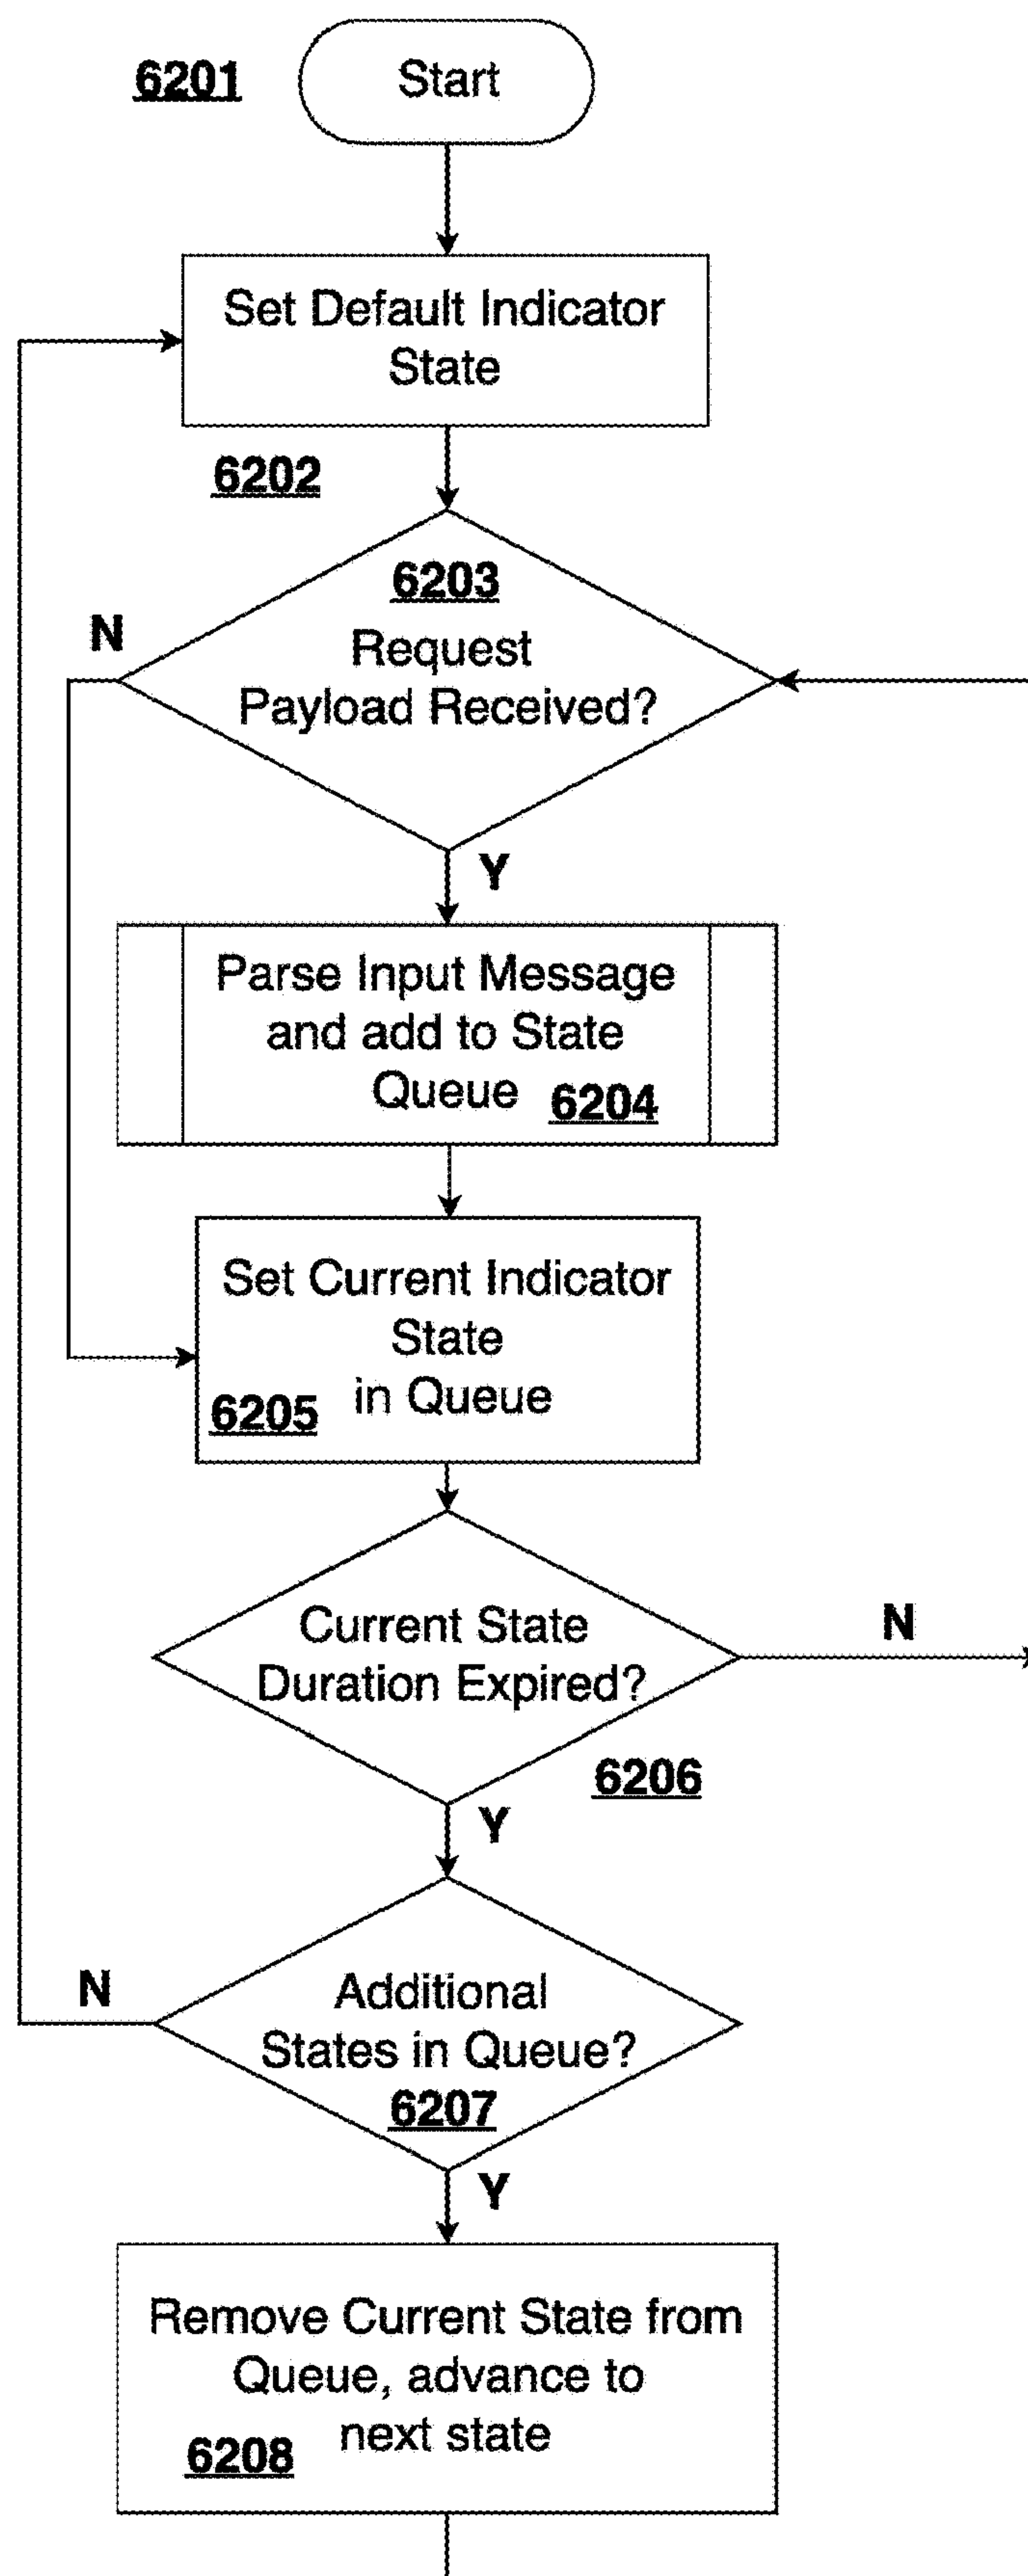 6201
Start
Set Default Indicator
State
6202
6203
N
Request
Payload Received?
Y
Parse Input Message
and add to State
Queue 6204
Set Current Indicator
State
in Queue
6205
Current State
Duration Expired?
N
6206
Y
N
Additional
States in Queue?
6207
Y
Remove Current State from
Queue, advance to
next state
6208